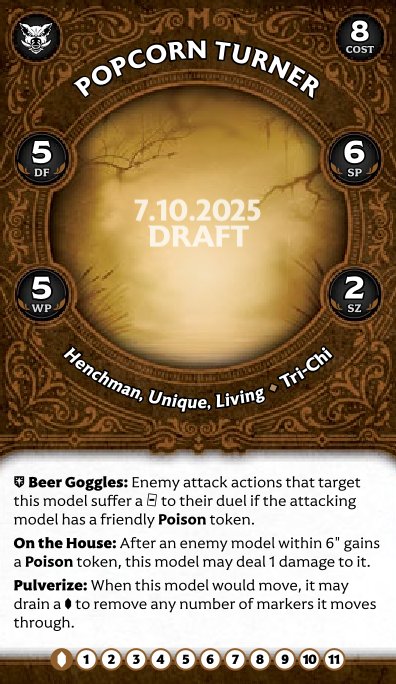 8
COST
POPCORN TURNER
5
DF
6
SP
7.10.2025
DRAFT
5
WP
2
SZ
Henchman, Unique, Living ⬥ Tri-Chi
Beer Goggles: Enemy attack actions that target
this model suffer a to their duel if the attacking
model has a friendly Poison token.
On the House: After an enemy model within 6" gains
a Poison token, this model may deal 1 damage to it.
Pulverize: When this model would move, it may
drain a to remove any number of markers it moves
through.
1 2 3 4 5 6 7 8 9 10 11